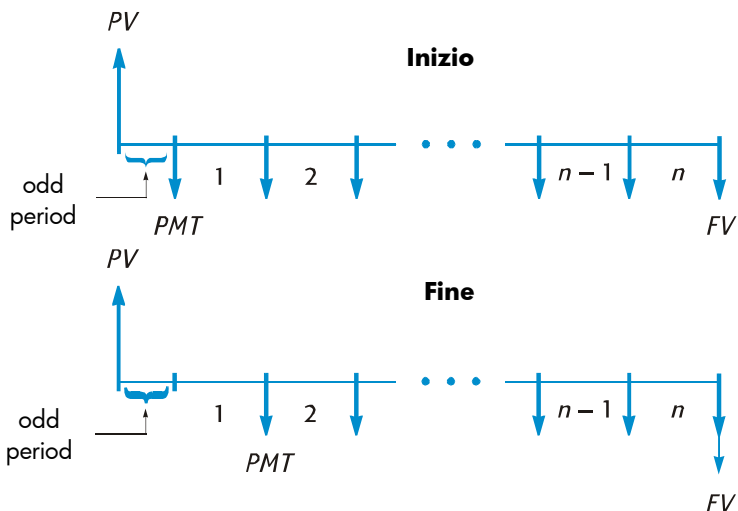 PV
Inizio
1 2 n – 1 n
odd
period
PMT FV
PV
Fine
1 2 n – 1 n
odd
period
PMT
FV